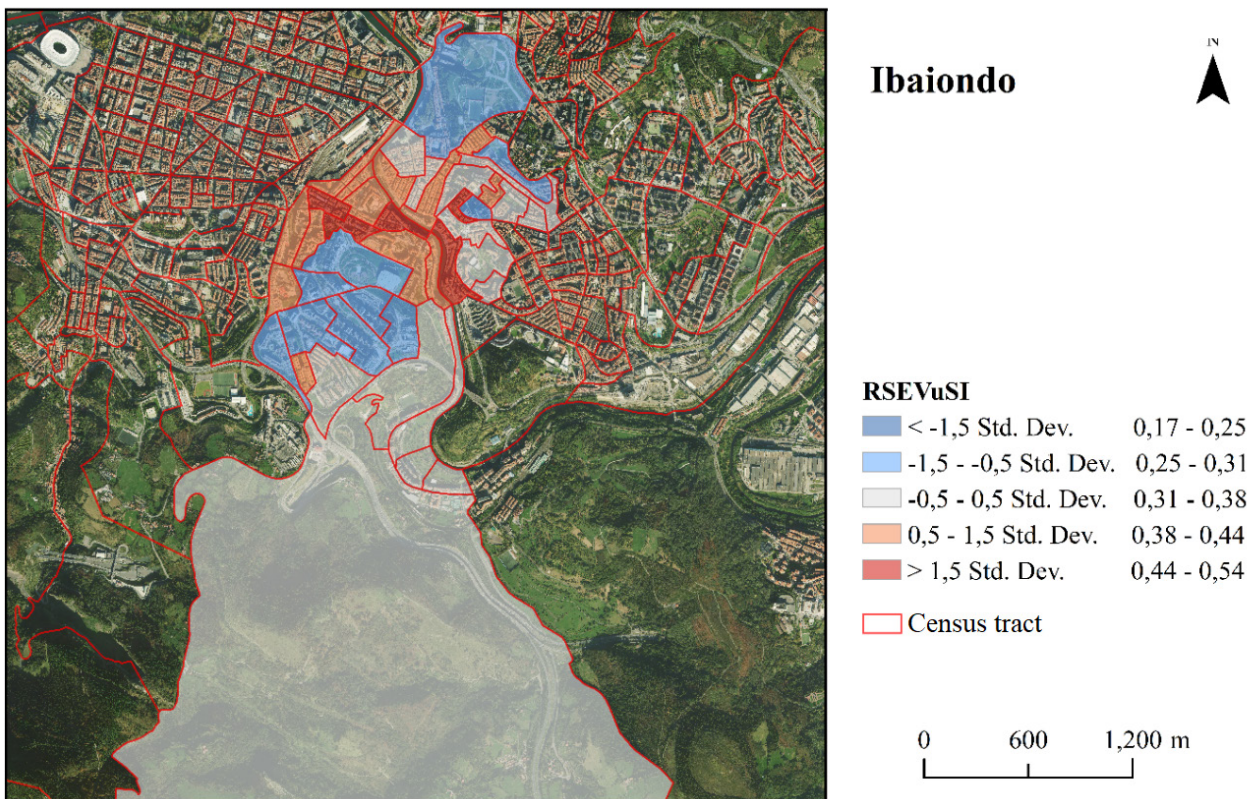 Ibaiondo
N
RSEVuSI
< -1,5 Std. Dev. 0,17 - 0,25
-1,5 - -0,5 Std. Dev. 0,25 - 0,31
-0,5 - 0,5 Std. Dev. 0,31 - 0,38
0,5 - 1,5 Std. Dev. 0,38 - 0,44
> 1,5 Std. Dev. 0,44 - 0,54
Census tract
0 600 1,200 m